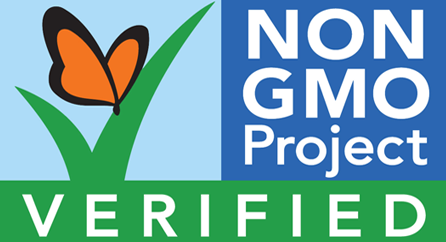 NON
GMO
Project
VERIFIED